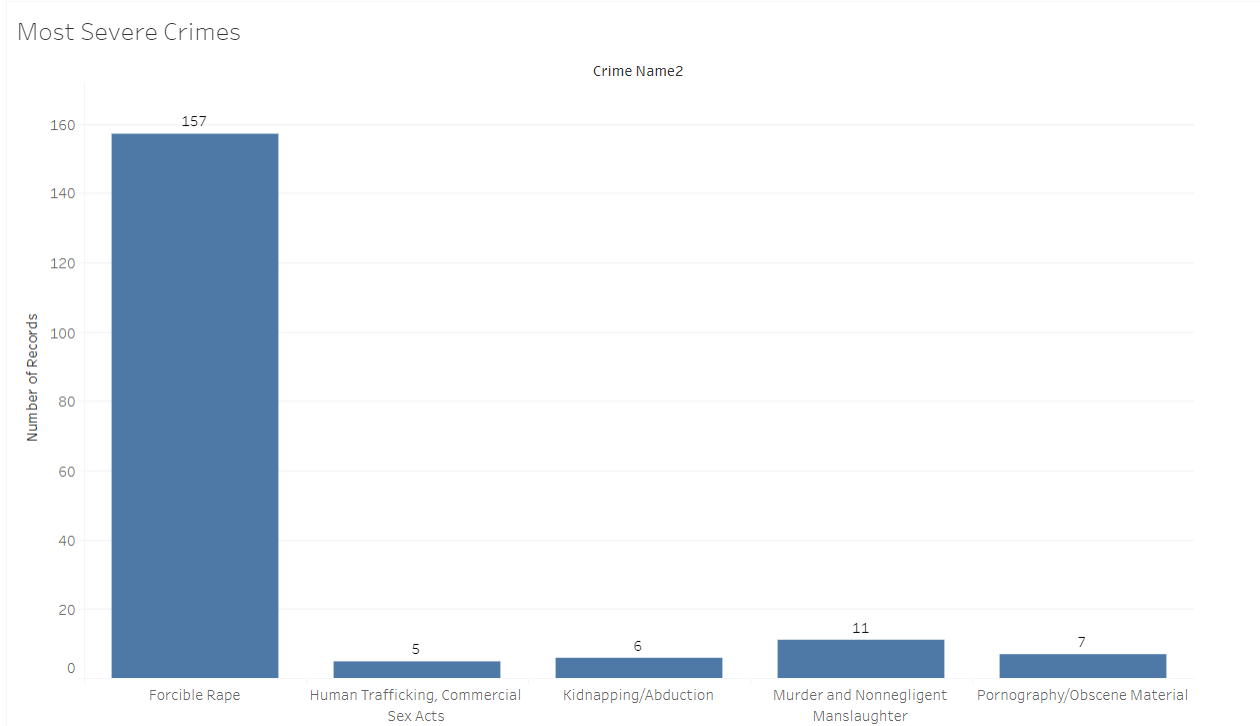 Most Severe Crimes
Crime Name2
Number of Records
160
140
120
100
80
60
40
20
0
157
5
6
11
7
Forcible Rape
Human Trafficking, Commercial
Sex Acts
Kidnapping/Abduction
Murder and Nonnegligent
Manslaughter
Pornography/Obscene Material